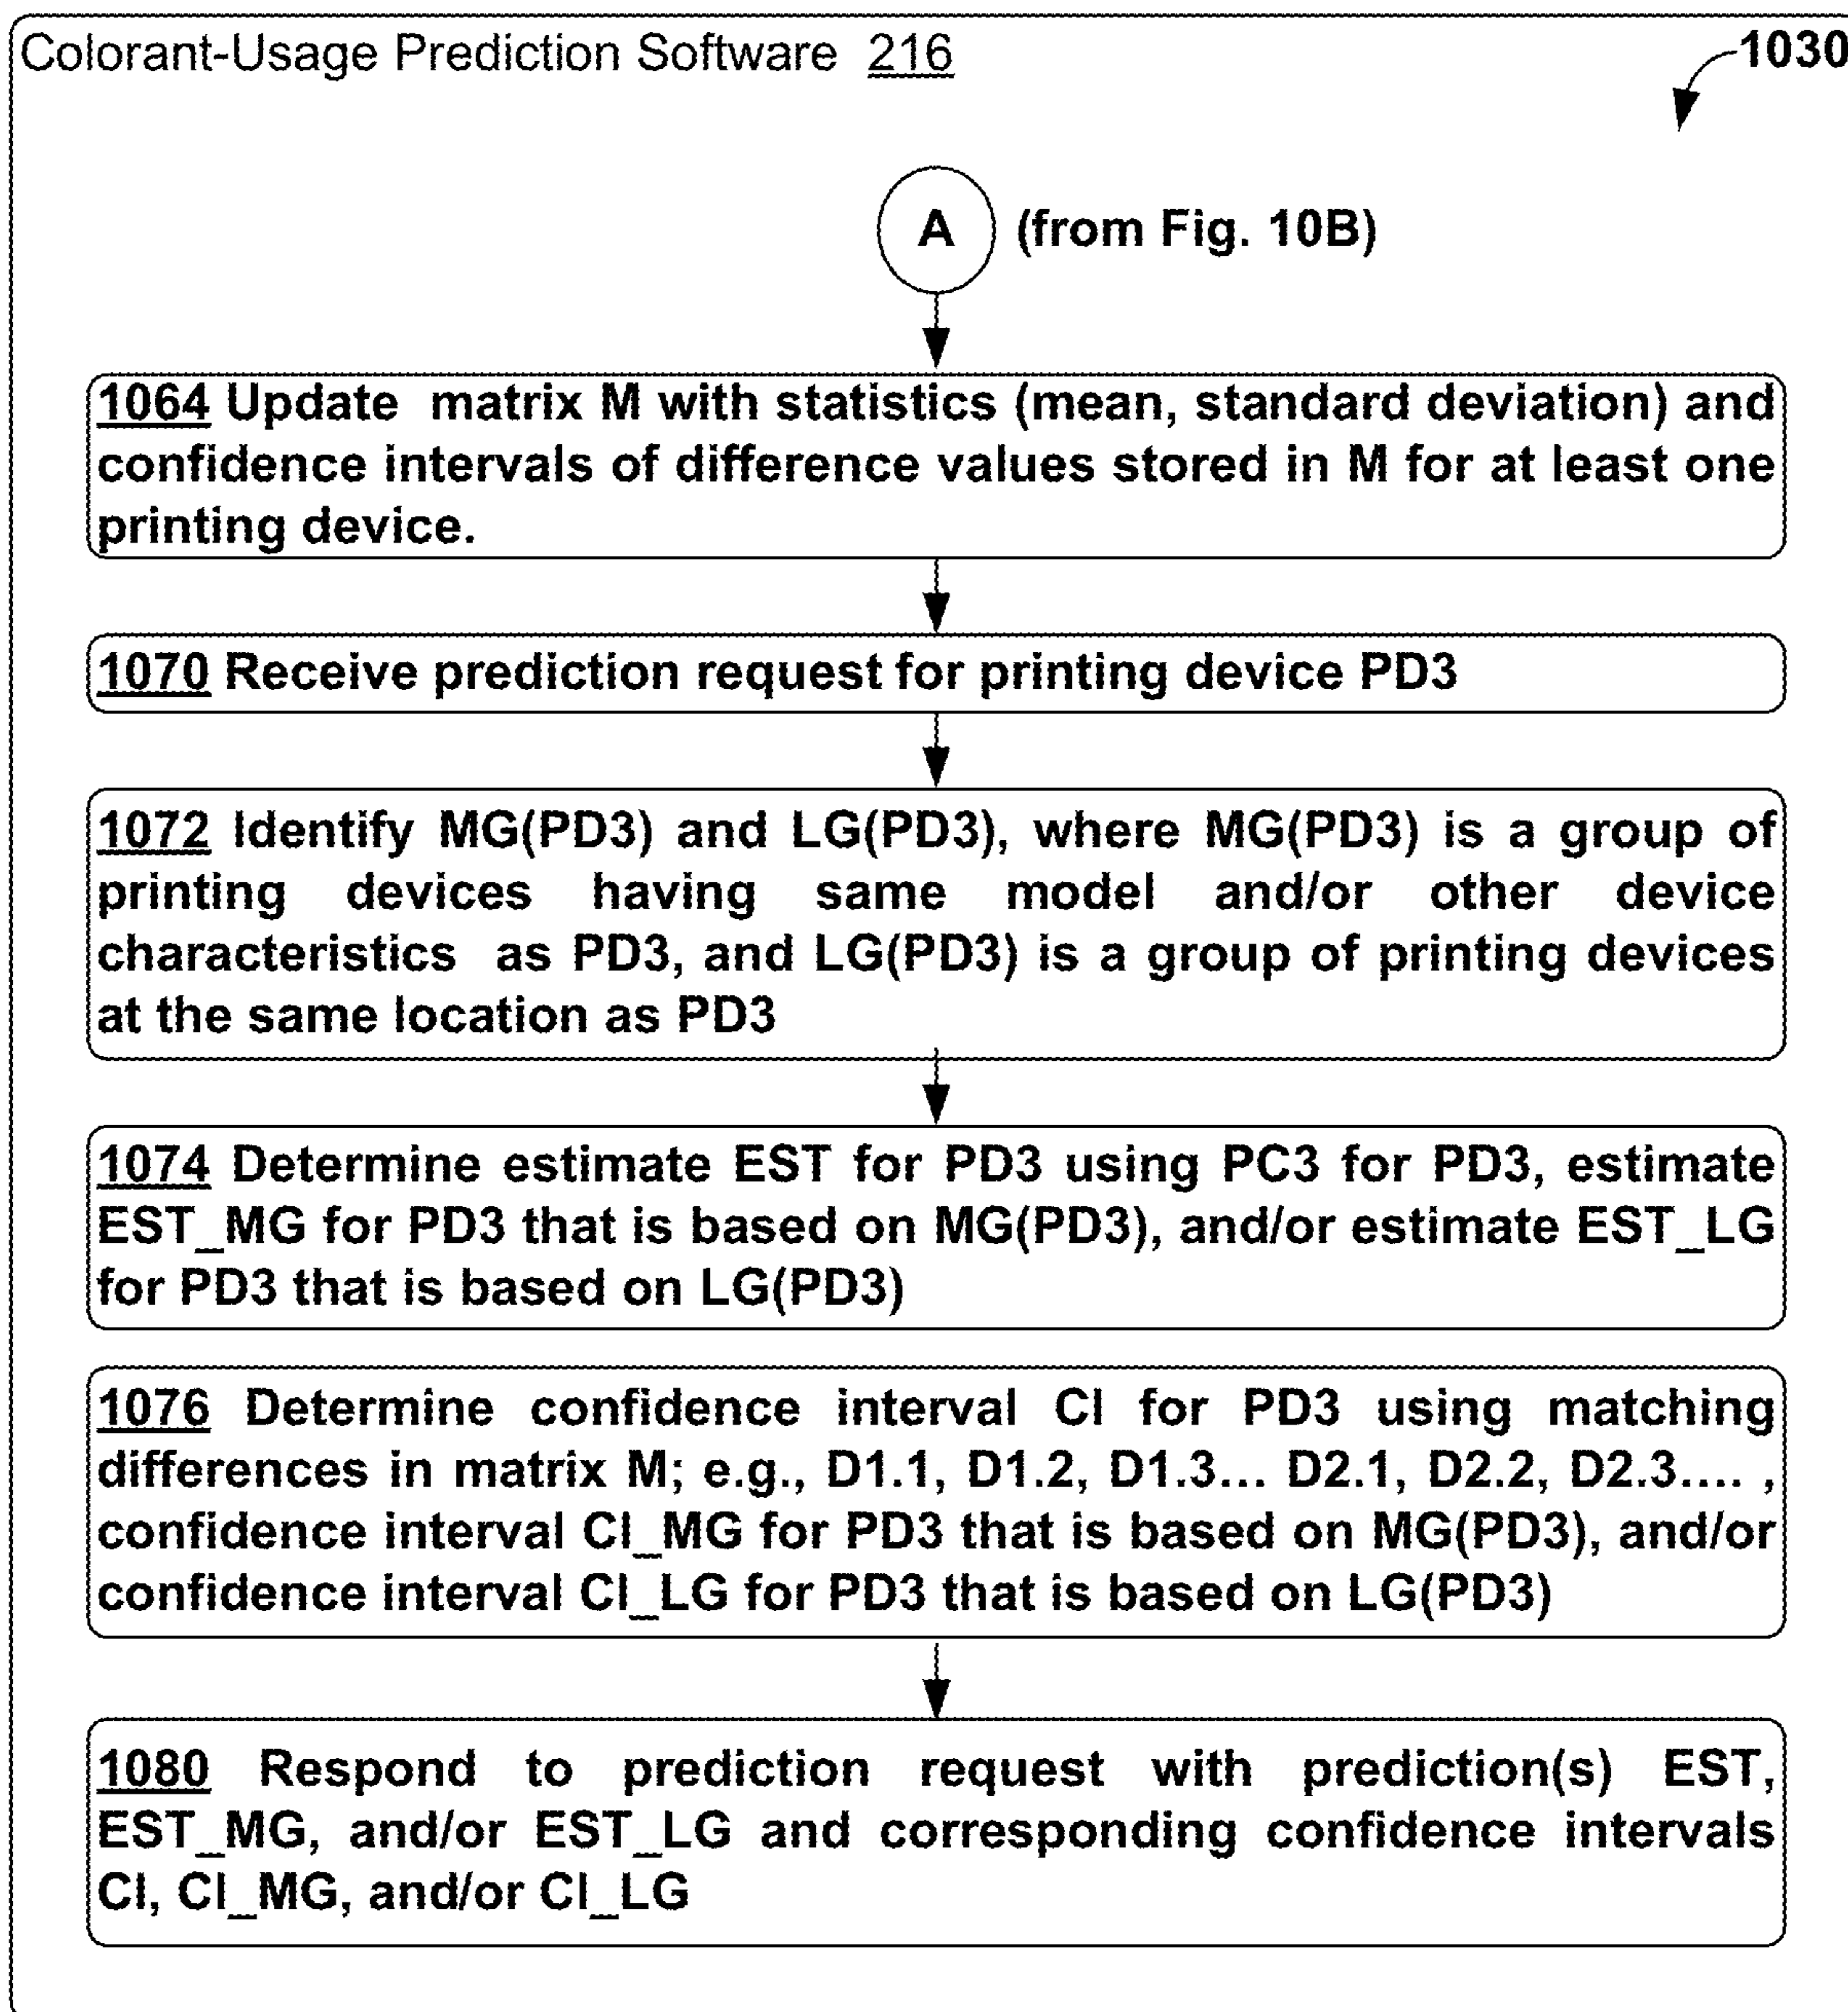 Colorant-Usage Prediction Software 216
1030
A (from Fig. 10B)
1064 Update matrix M with statistics (mean, standard deviation) and
confidence intervals of difference values stored in M for at least one
printing device.
1070 Receive prediction request for printing device PD3
1072 Identify MG(PD3) and LG(PD3), where MG(PD3) is a group of
printing devices having same model and/or other device
characteristics as PD3, and LG(PD3) is a group of printing devices
at the same location as PD3
1074 Determine estimate EST for PD3 using PC3 for PD3, estimate
EST_MG for PD3 that is based on MG(PD3), and/or estimate EST_LG
for PD3 that is based on LG(PD3)
1076 Determine confidence interval CI for PD3 using matching
differences in matrix M; e.g., D1.1, D1.2, D1.3... D2.1, D2.2, D2.3.... ,
confidence interval CI_MG for PD3 that is based on MG(PD3), and/or
confidence interval CI_LG for PD3 that is based on LG(PD3)
1080 Respond to prediction request with prediction(s) EST,
EST_MG, and/or EST_LG and corresponding confidence intervals
CI, CI_MG, and/or CI_LG